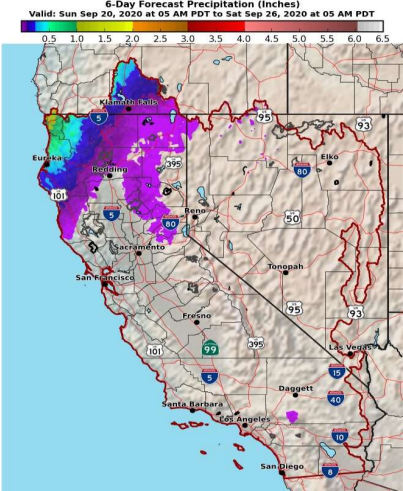 6-Day Forecast Precipitation (Inches)
Valid: Sun Sep 20, 2020 at 05 AM PDT to Sat Sep 26, 2020 at 05 AM PDT
0.5 1.0 1.5 2.0 2.5 3.0 3.5 4.0 4.5 5.0 5.5 6.0 6.5
Klamath Falls
5
95
93
Eureka
Redding
395
Elko
80
101
5
Reno
80
50
Sacramento
San Francisco
Tonopah
Fresno
95
93
101
99
395
Las Vegas
5
15
Daggett
40
Santa Barbara
Los Angeles
10
San Diego
8